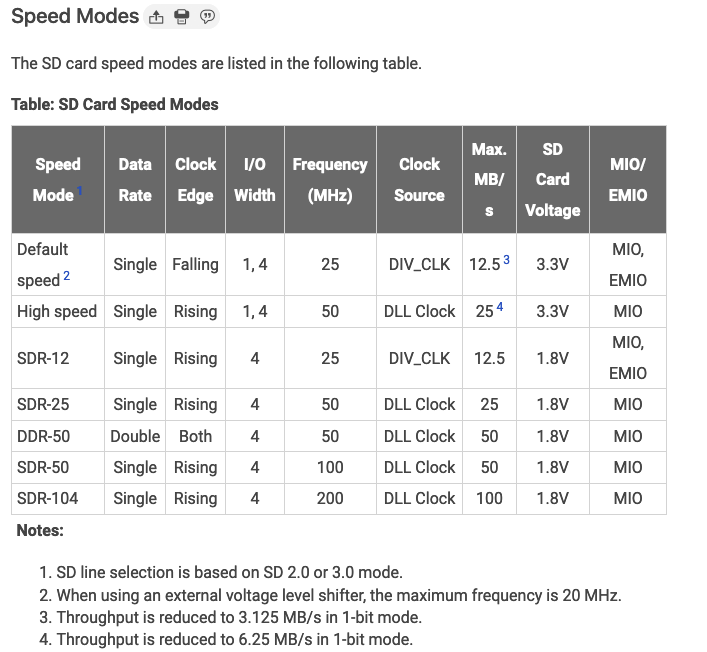 Speed Modes
The SD card speed modes are listed in the following table.
Table: SD Card Speed Modes
Speed Mode 1 Data Rate Clock Edge I/O Width Frequency (MHz) Clock Source Max. MB/s SD Card Voltage MIO/ EMIO
Default speed 2 Single Falling 1, 4 25 DIV_CLK 12.5 3 3.3V MIO, EMIO
High speed Single Rising 1, 4 50 DLL Clock 25 4 3.3V MIO
SDR-12 Single Rising 4 25 DIV_CLK 12.5 1.8V MIO, EMIO
SDR-25 Single Rising 4 50 DLL Clock 25 1.8V MIO
DDR-50 Double Both 4 50 DLL Clock 50 1.8V MIO
SDR-50 Single Rising 4 100 DLL Clock 50 1.8V MIO
SDR-104 Single Rising 4 200 DLL Clock 100 1.8V MIO
Notes:
1. SD line selection is based on SD 2.0 or 3.0 mode.
2. When using an external voltage level shifter, the maximum frequency is 20 MHz.
3. Throughput is reduced to 3.125 MB/s in 1-bit mode.
4. Throughput is reduced to 6.25 MB/s in 1-bit mode.